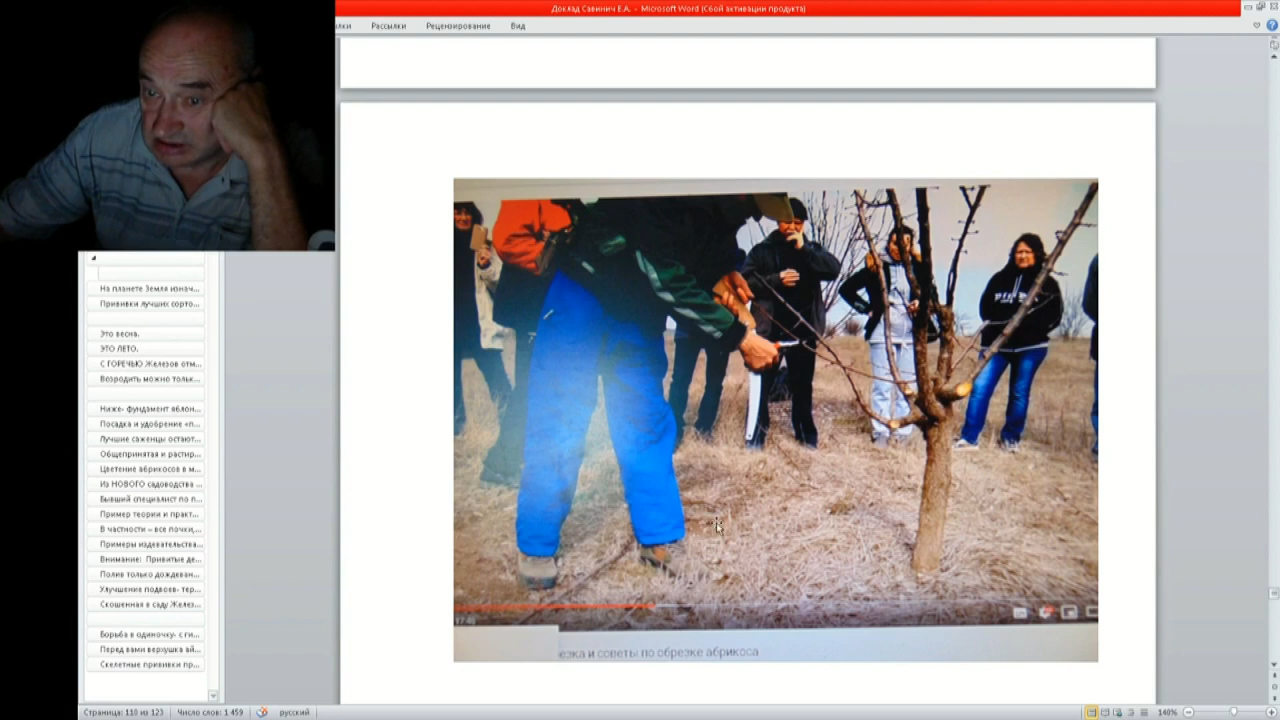 Доклад Савинич Е.А. - Microsoft Word (Сбой активации продукта)
Рассылки
Рецензирование
Вид
На планете Земля изнач...
Прививки лучших сорто...
Это весна.
ЭТО ЛЕТО.
С ГОРЕЧЬЮ Железов отм...
Возродить можно тольк...
Ниже- фундамент яблон...
Посадка и удобрение «п...
Лучшие саженцы остают...
Общепринятая и растир...
Цветение абрикосов в м...
Из НОВОГО садоводства ...
Бывший специалист по п...
Пример теории и практ...
В частности – все почки,...
Примеры издевательства...
Внимание: Привитые де...
Полив только дождеван...
Улучшение подвоев- тер...
Скошенная в саду Желез...
Борьба в одиночку- с ги...
Перед вами верхушка ай...
Скелетные прививки пр...
езка и советы по обрезке абрикоса
Страница: 110 из 123
Число слов: 1 459
русский
140%